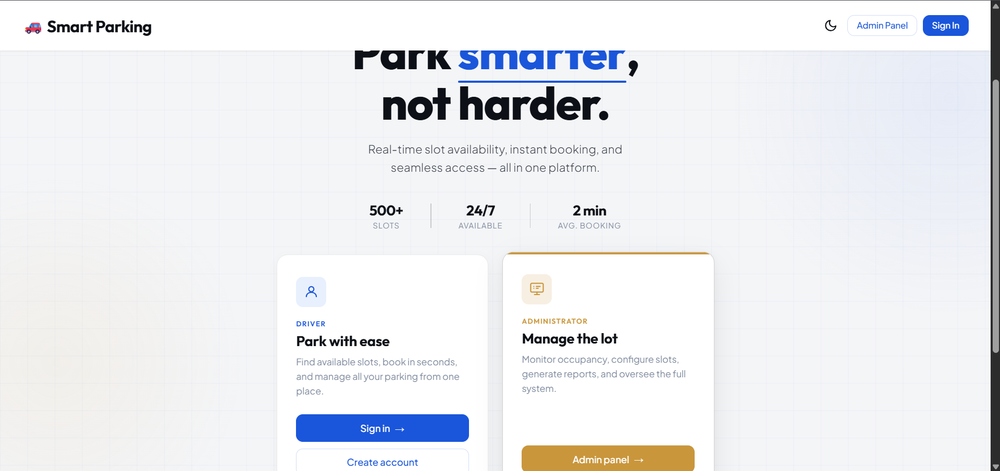 Smart Parking
Admin Panel
Sign In
Park smarter,
not harder.
Real-time slot availability, instant booking, and
seamless access — all in one platform.
500+
SLOTS
24/7
AVAILABLE
2 min
AVG. BOOKING
DRIVER
Park with ease
Find available slots, book in seconds,
and manage all your parking from one
place.
Sign in →
Create account
ADMINISTRATOR
Manage the lot
Monitor occupancy, configure slots,
generate reports, and oversee the full
system.
Admin panel →